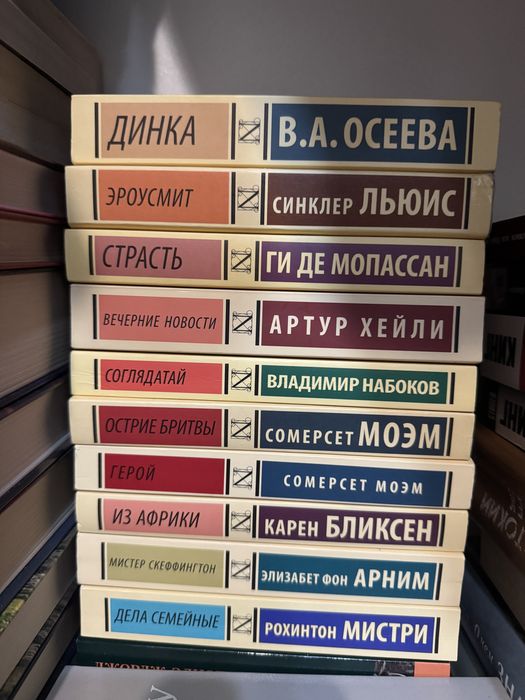 ДИНКА В.А. ОСЕЕВА
ЭРОУСМИТ СИНКЛЕР ЛЬЮИС
СТРАСТЬ ГИ ДЕ МОПАССАН
ВЕЧЕРНИЕ НОВОСТИ АРТУР ХЕЙЛИ
СОГЛЯДАТАЙ ВЛАДИМИР НАБОКОВ
ОСТРИЕ БРИТВЫ СОМЕРСЕТ МОЭМ
ГЕРОЙ СОМЕРСЕТ МОЭМ
ИЗ АФРИКИ КАРЕН БЛИКСЕН
МИСТЕР СКЕФФИНГТОН ЭЛИЗАБЕТ ФОН АРНИМ
ДЕЛА СЕМЕЙНЫЕ РОХИНТОН МИСТРИ
КИНГ